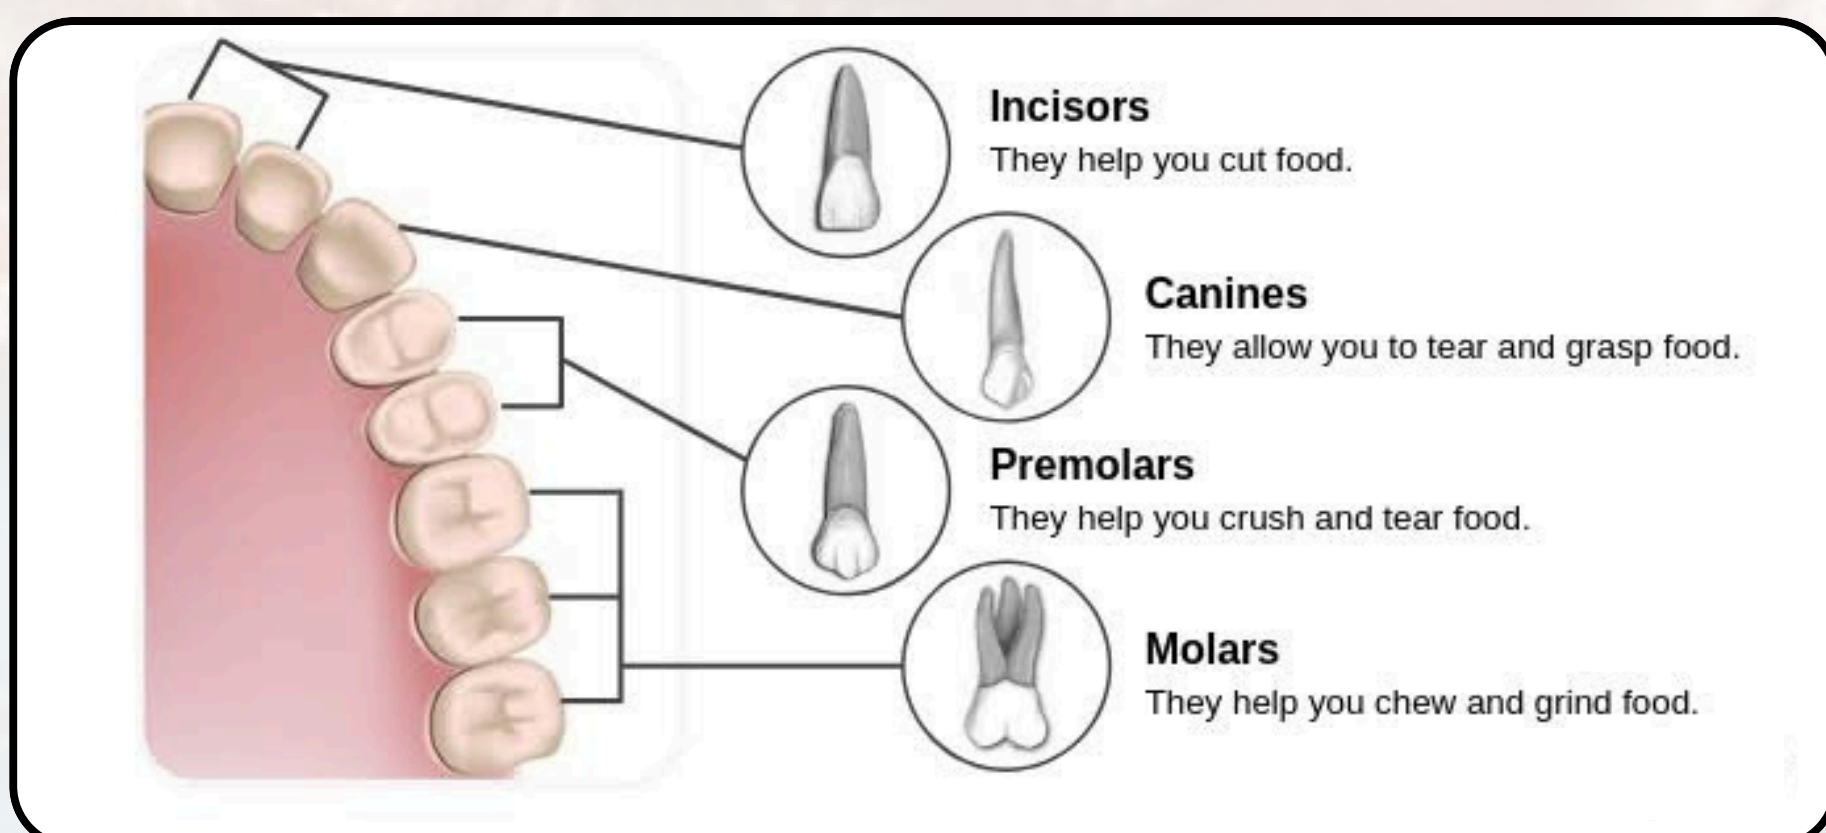 Incisors
They help you cut food.
Canines
They allow you to tear and grasp food.
Premolars
They help you crush and tear food.
Molars
They help you chew and grind food.